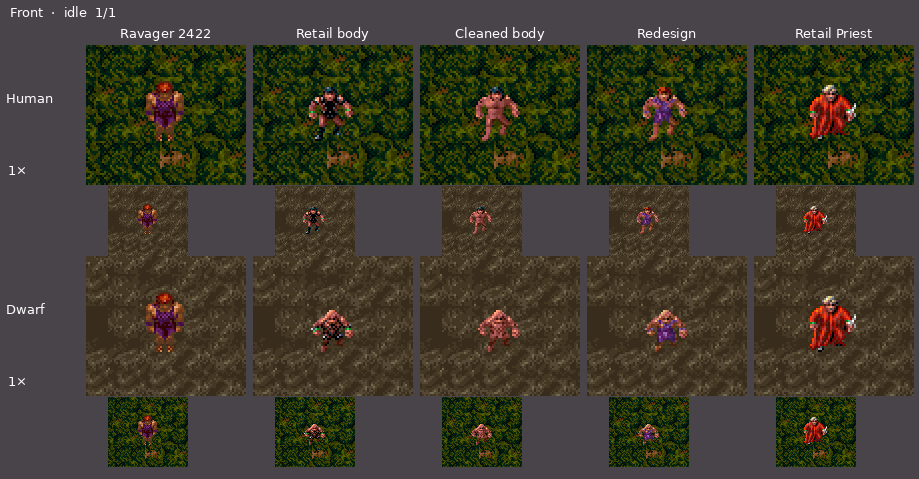 Front · idle 1/1
Ravager 2422
Retail body
Cleaned body
Redesign
Retail Priest
Human
1×
Dwarf
1×